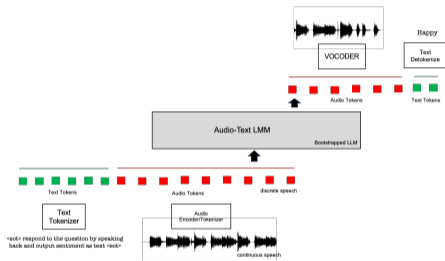 Happy
VOCODER
Text
Detokenize
Audio Tokens
Text Tokens
Audio-Text LMM
Bootstrapped LLM
Text Tokens
Audio Tokens
discrete speech
Text
Tokenizer
Audio
Encoder/Tokenizer
<sot> respond to the question by speaking
back and output sentiment as text <eot>
continuous speech